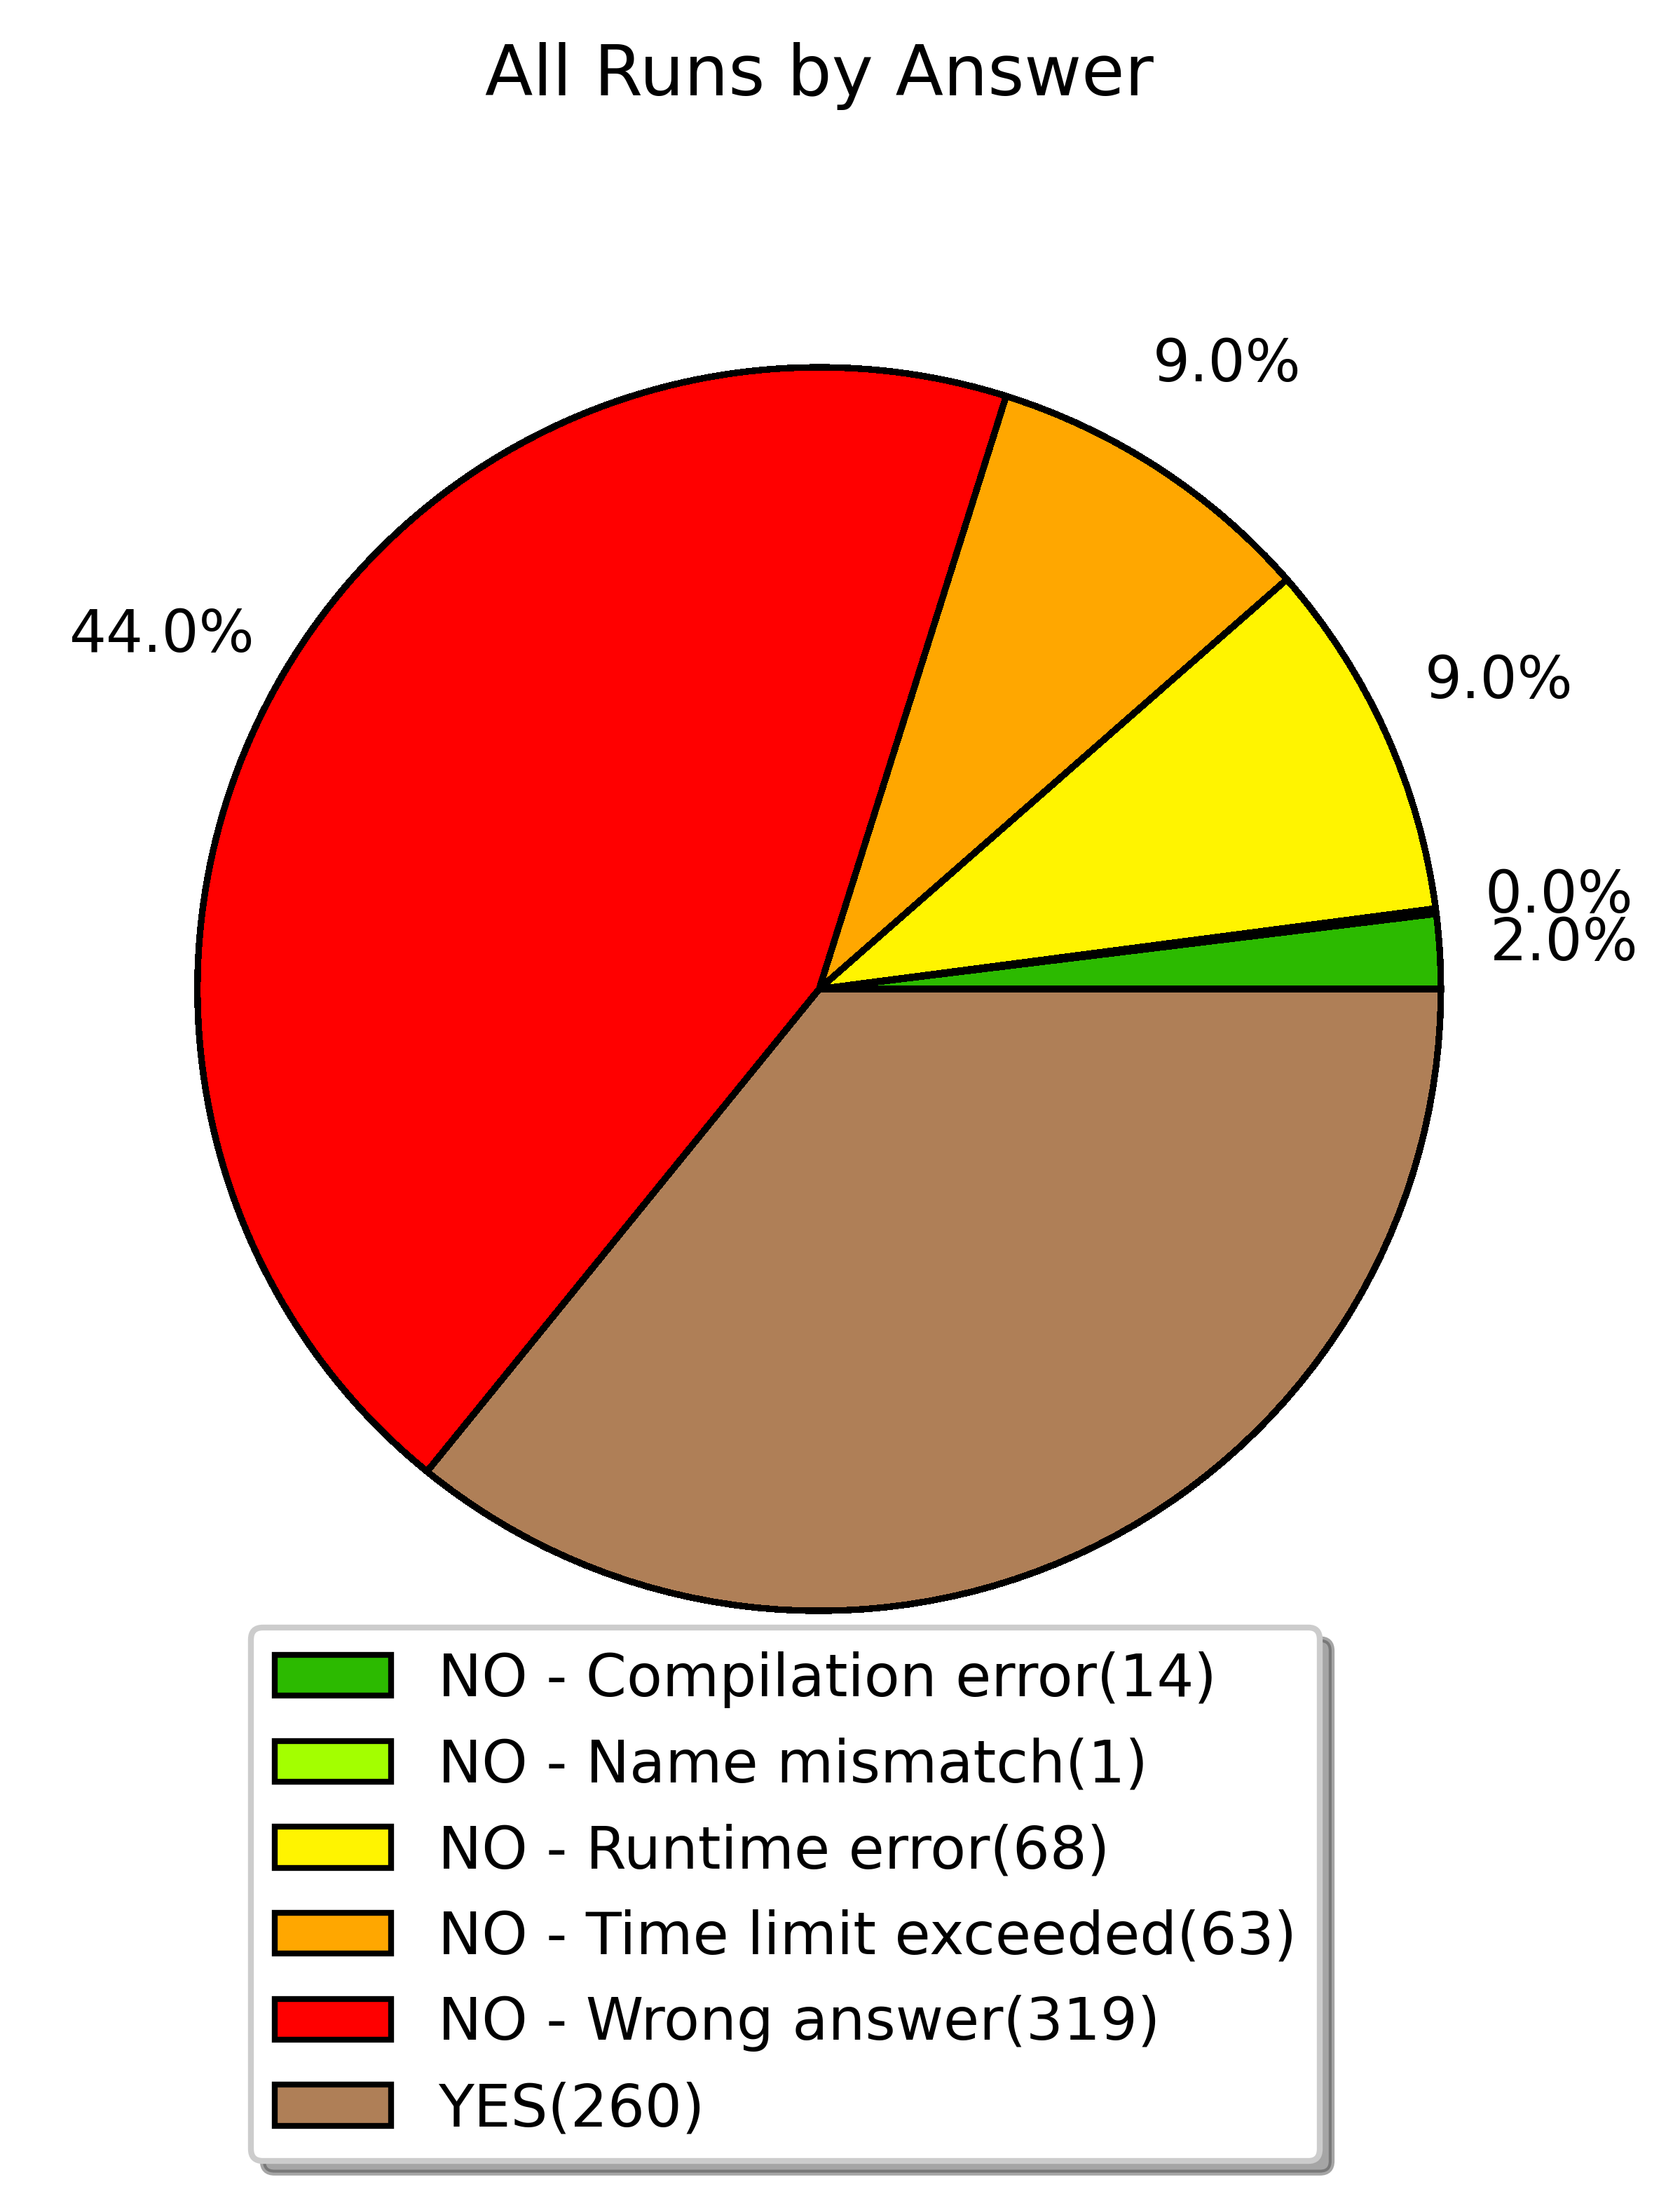 All Runs by Answer
9.0%
44.0%
9.0%
0.0%
2.0%
NO - Compilation error(14)
NO - Name mismatch(1)
NO - Runtime error(68)
NO - Time limit exceeded(63)
NO - Wrong answer(319)
YES(260)